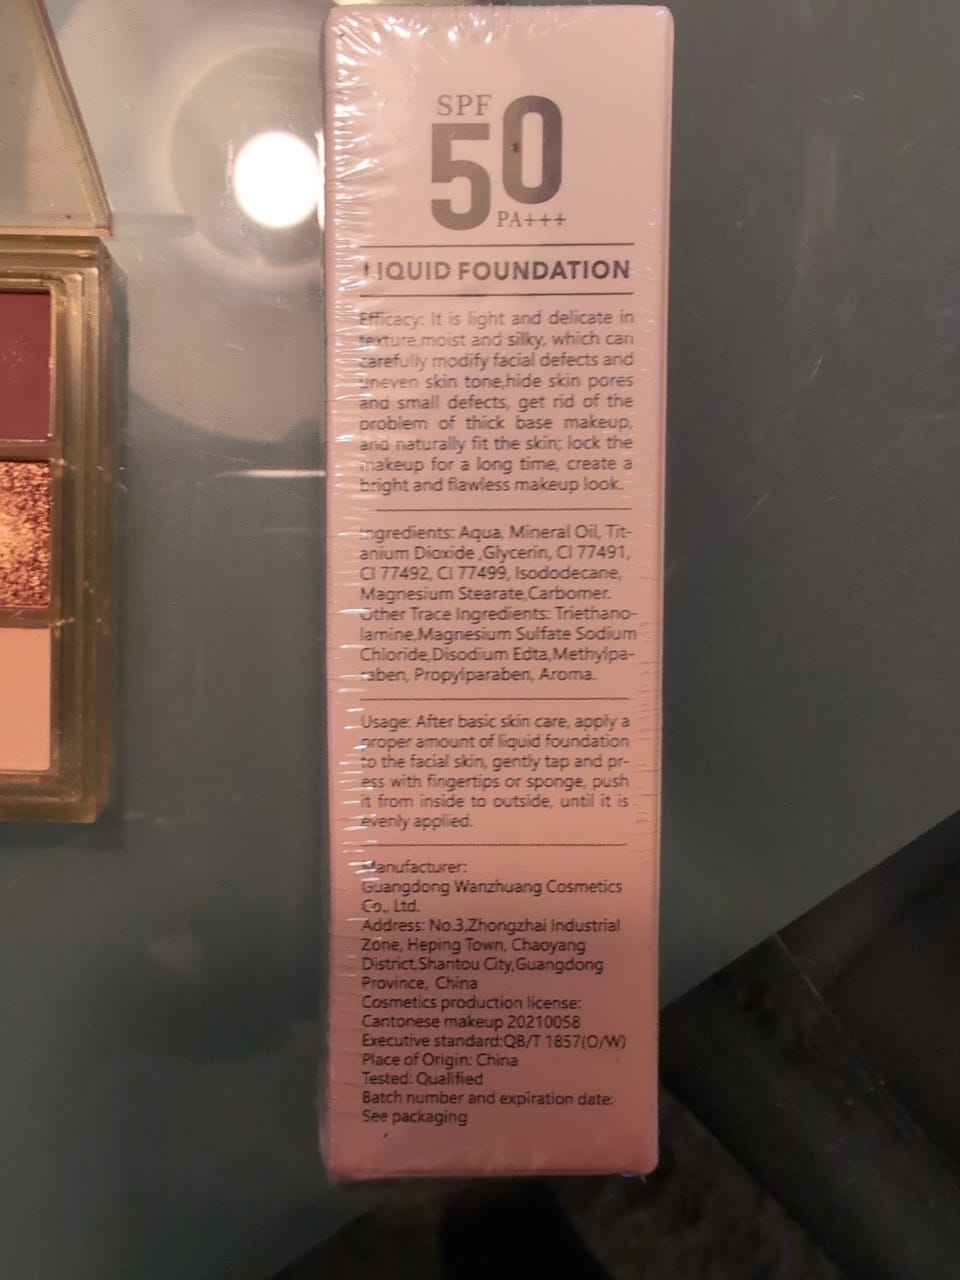 SPF
50
PA+++
LIQUID FOUNDATION
Efficacy: It is light and delicate in
texture,moist and silky, which can
carefully modify facial defects and
uneven skin tone,hide skin pores
and small defects, get rid of the
problem of thick base makeup,
and naturally fit the skin; lock the
makeup for a long time, create a
bright and flawless makeup look.
Ingredients: Aqua, Mineral Oil, Tit-
anium Dioxide ,Glycerin, CI 77491,
CI 77492, CI 77499, Isododecane,
Magnesium Stearate,Carbomer.
Other Trace Ingredients: Triethano-
lamine,Magnesium Sulfate Sodium
Chloride,Disodium Edta,Methylpa-
raben, Propylparaben, Aroma.
Usage: After basic skin care, apply a
proper amount of liquid foundation
to the facial skin, gently tap and pr-
ess with fingertips or sponge, push
it from inside to outside, until it is
evenly applied.
Manufacturer:
Guangdong Wanzhuang Cosmetics
Co., Ltd.
Address: No.3,Zhongzhai Industrial
Zone, Heping Town, Chaoyang
District,Shantou City,Guangdong
Province, China
Cosmetics production license:
Cantonese makeup 20210058
Executive standard:QB/T 1857(O/W)
Place of Origin: China
Tested: Qualified
Batch number and expiration date:
See packaging